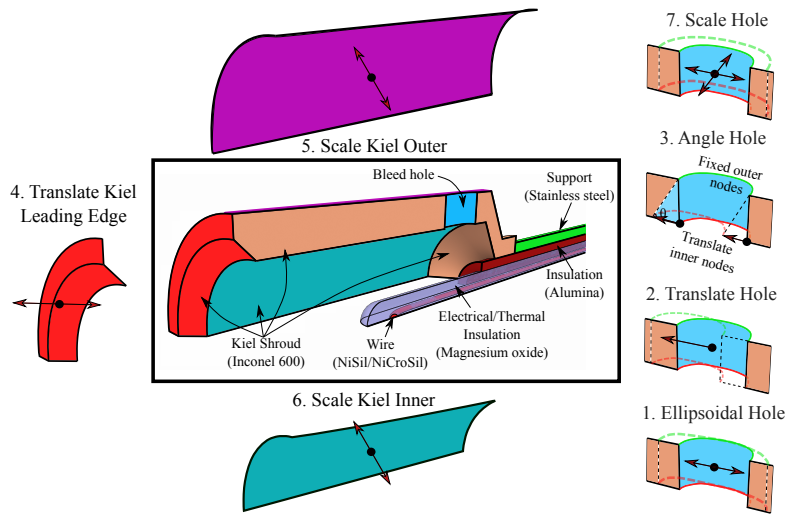 7. Scale Hole
5. Scale Kiel Outer
3. Angle Hole
Fixed outer
nodes
θ
Translate
inner nodes
4. Translate Kiel
Leading Edge
Bleed hole
Support
(Stainless steel)
Insulation
(Alumina)
Electrical/Thermal
Insulation
(Magnesium oxide)
Kiel Shroud
(Inconel 600)
Wire
(NiSil/NiCroSil)
2. Translate Hole
6. Scale Kiel Inner
1. Ellipsoidal Hole